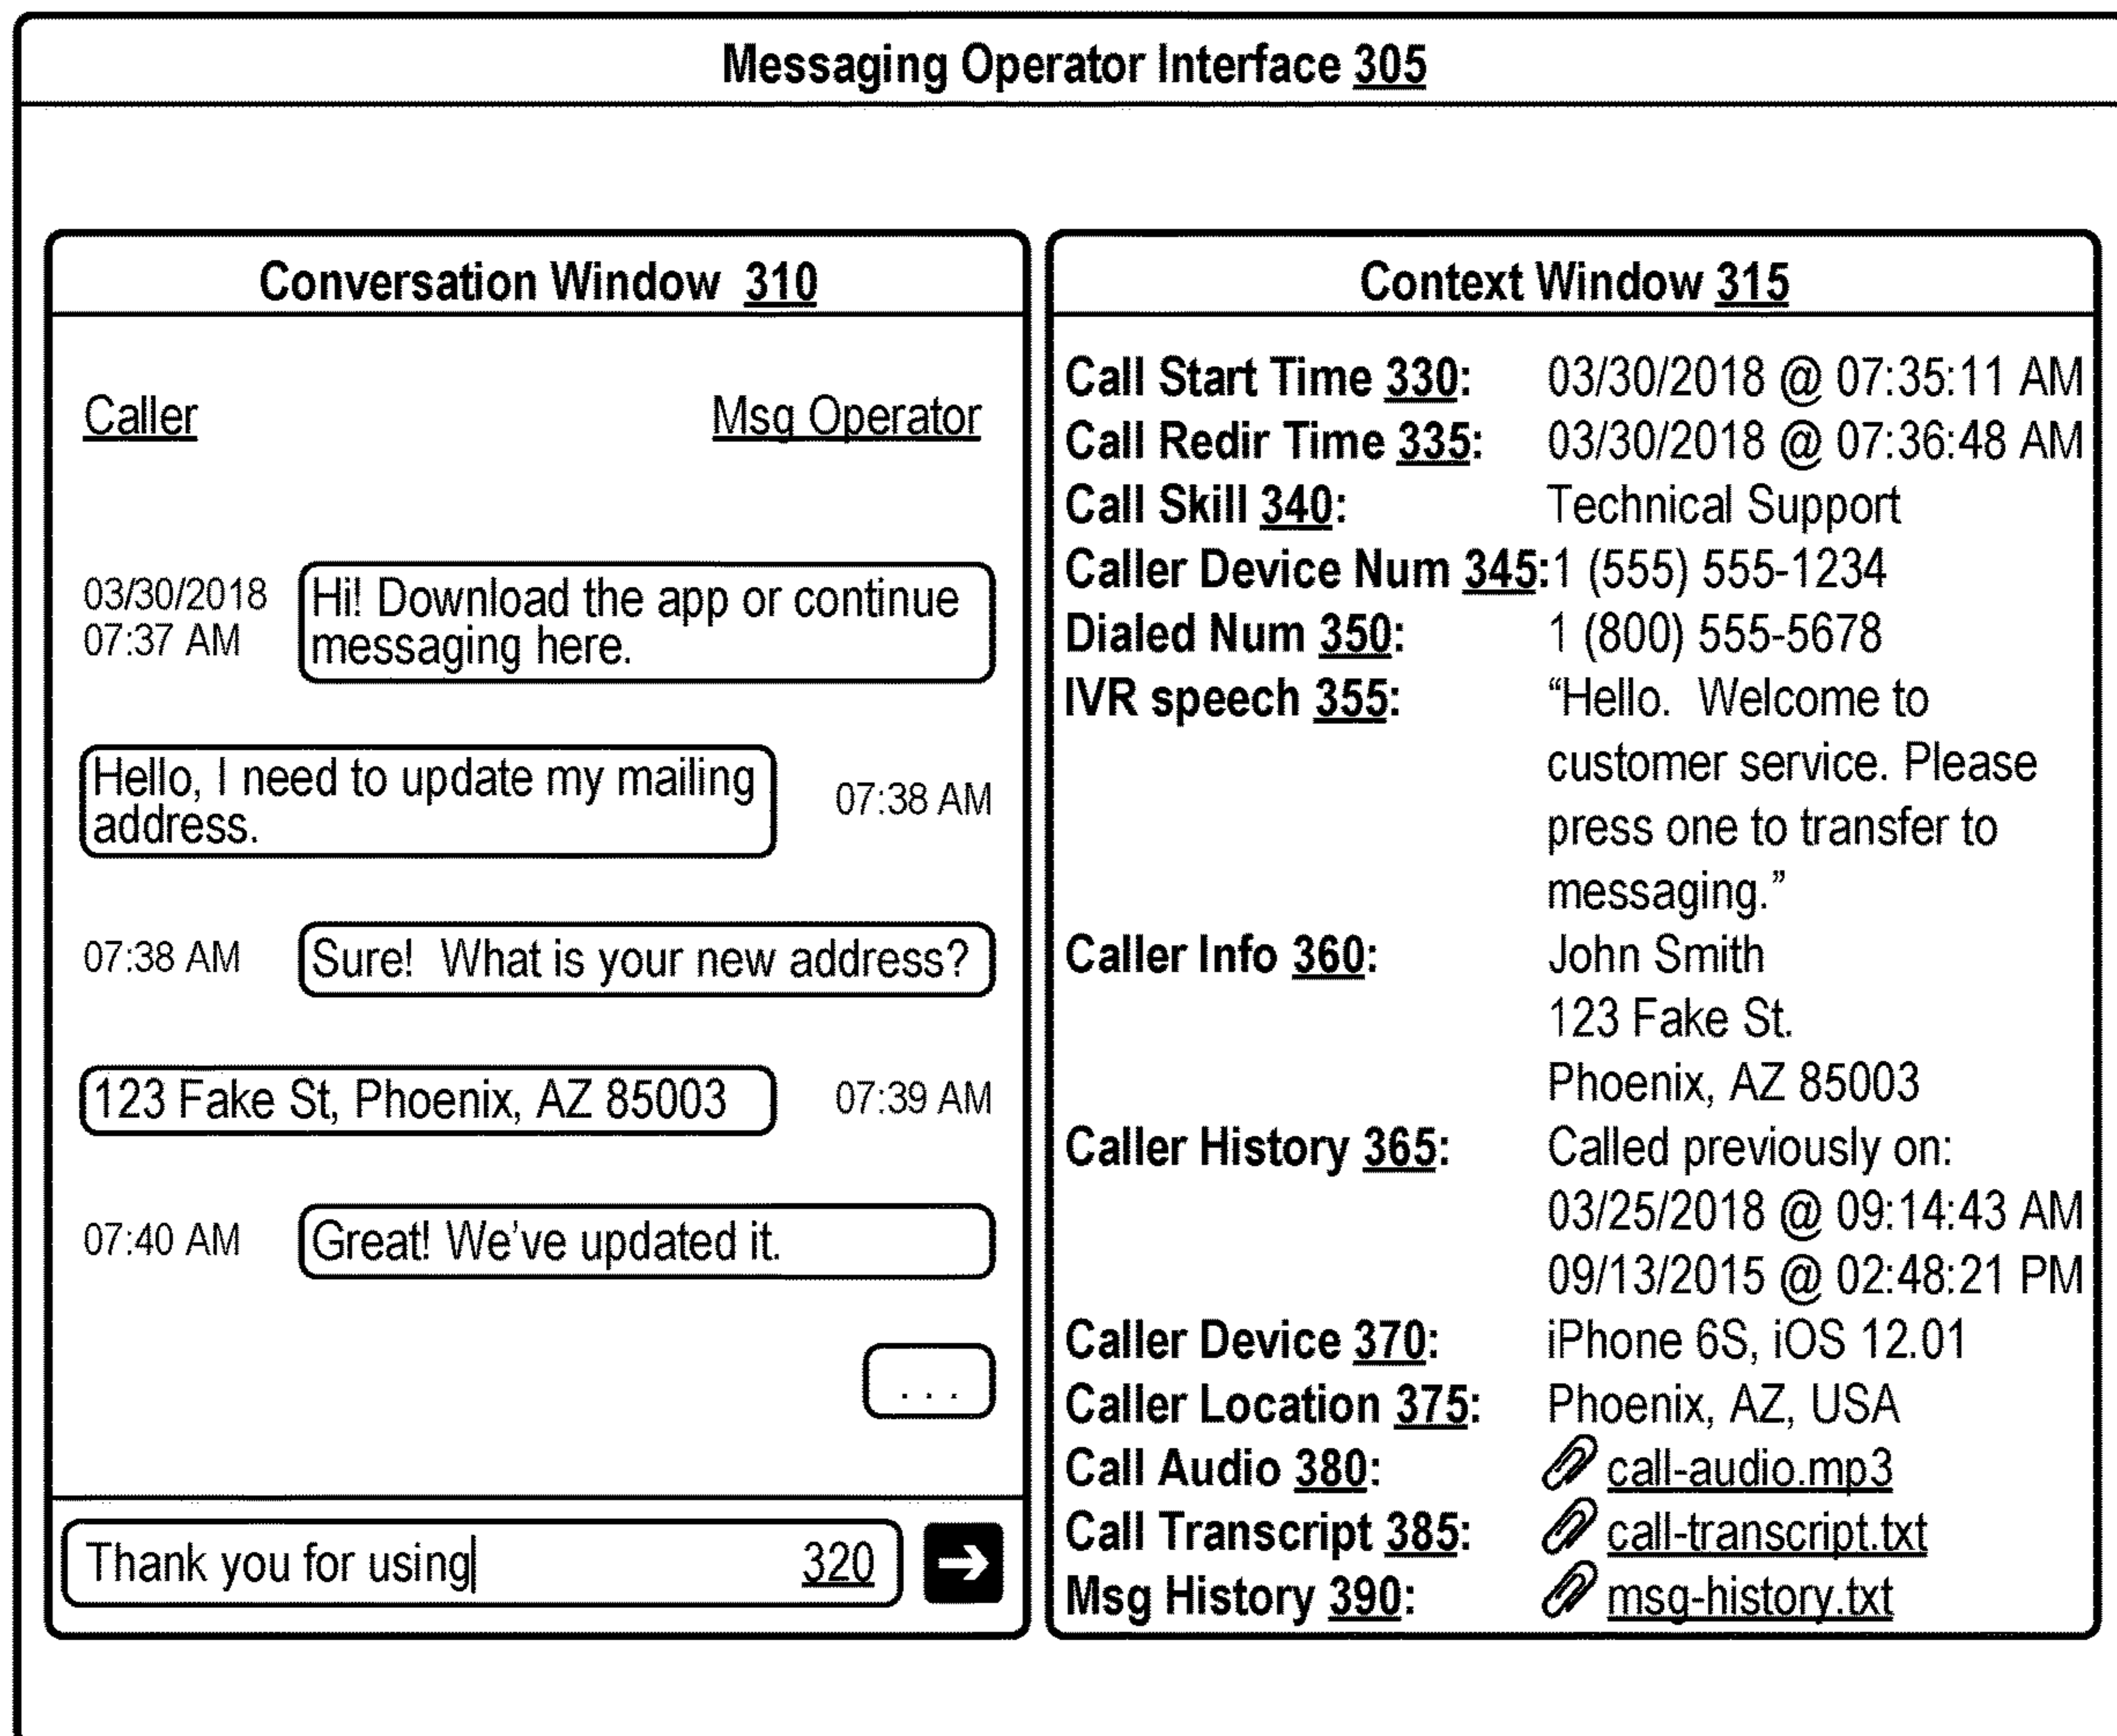 Messaging Operator Interface 305
Conversation Window 310
Caller
Msg Operator
03/30/2018
07:37 AM
Hi! Download the app or continue
messaging here.
Hello, I need to update my mailing
address.
07:38 AM
07:38 AM
Sure! What is your new address?
123 Fake St, Phoenix, AZ 85003
07:39 AM
07:40 AM
Great! We've updated it.
. . .
Thank you for using
320
Context Window 315
Call Start Time 330: 03/30/2018 @ 07:35:11 AM
Call Redir Time 335: 03/30/2018 @ 07:36:48 AM
Call Skill 340: Technical Support
Caller Device Num 345: 1 (555) 555-1234
Dialed Num 350: 1 (800) 555-5678
IVR speech 355: “Hello. Welcome to
customer service. Please
press one to transfer to
messaging.”
Caller Info 360: John Smith
123 Fake St.
Phoenix, AZ 85003
Caller History 365: Called previously on:
03/25/2018 @ 09:14:43 AM
09/13/2015 @ 02:48:21 PM
Caller Device 370: iPhone 6S, iOS 12.01
Caller Location 375: Phoenix, AZ, USA
Call Audio 380: call-audio.mp3
Call Transcript 385: call-transcript.txt
Msg History 390: msg-history.txt